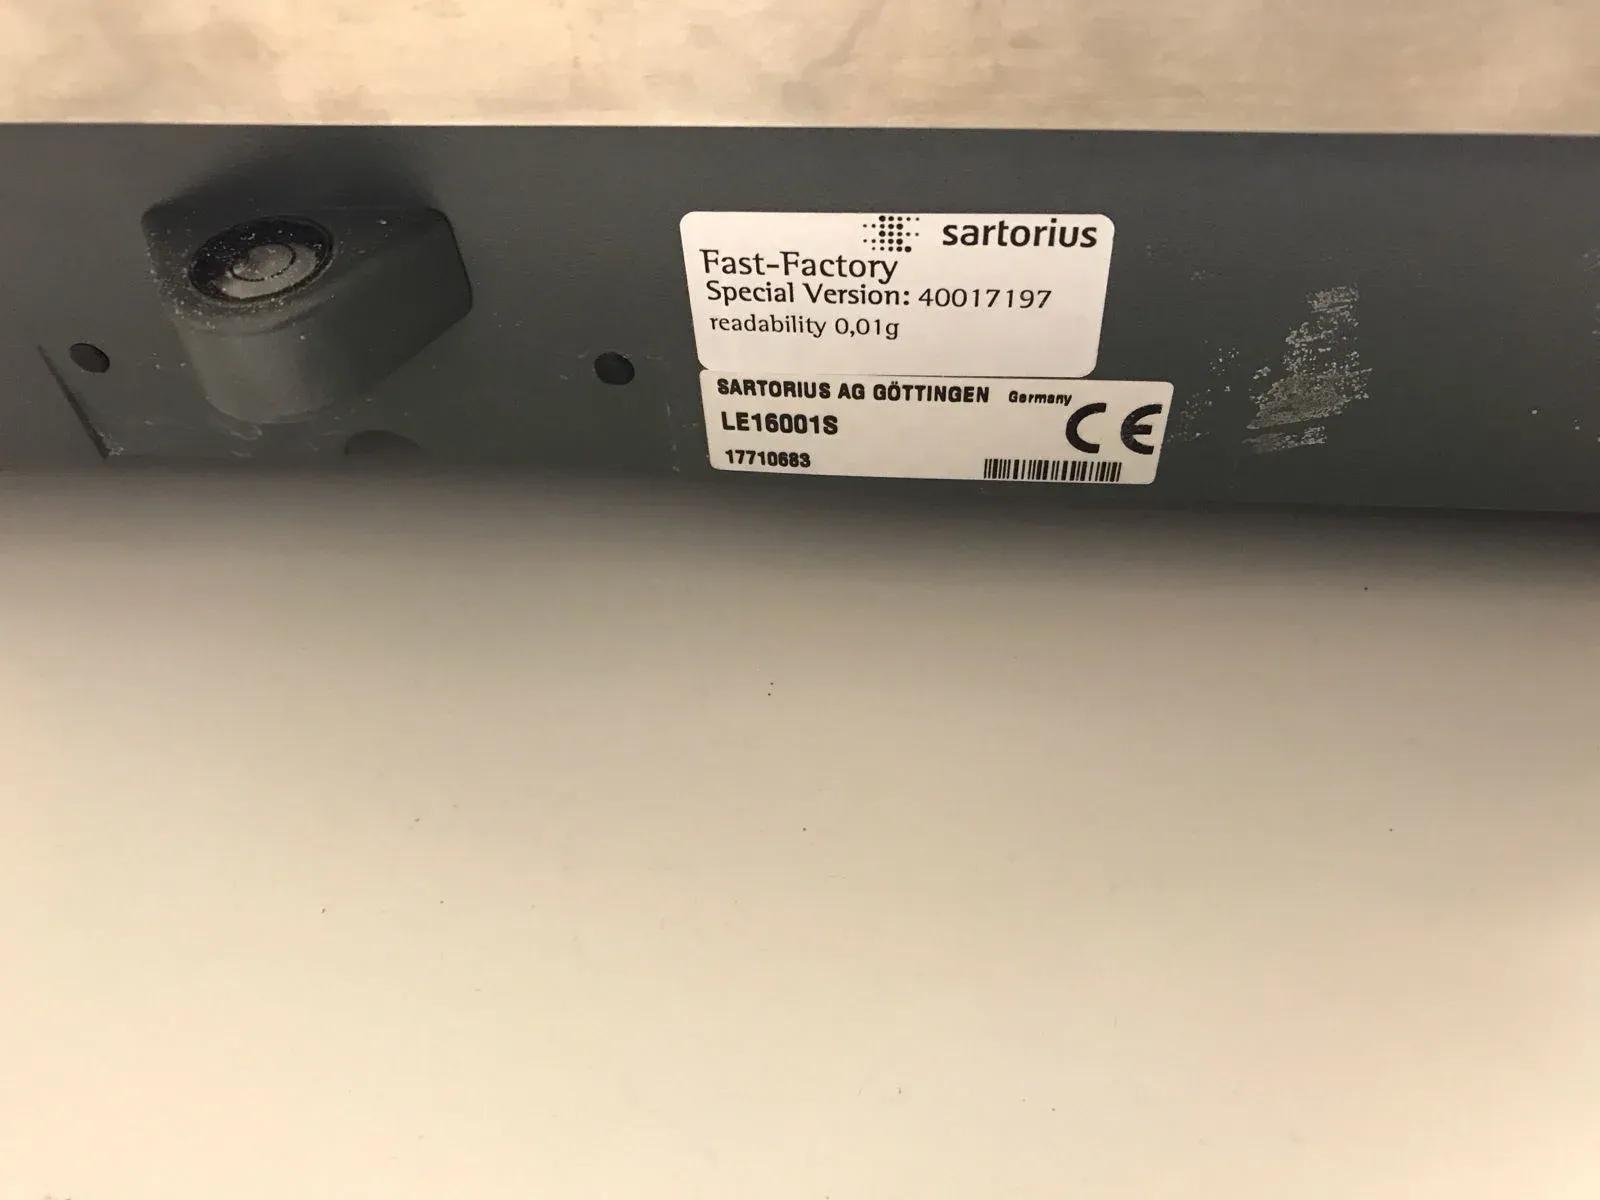 sartorius
Fast-Factory
Special Version: 40017197
readability 0,01g
SARTORIUS AG GÖTTINGEN Germany
LE16001S CE
17710683